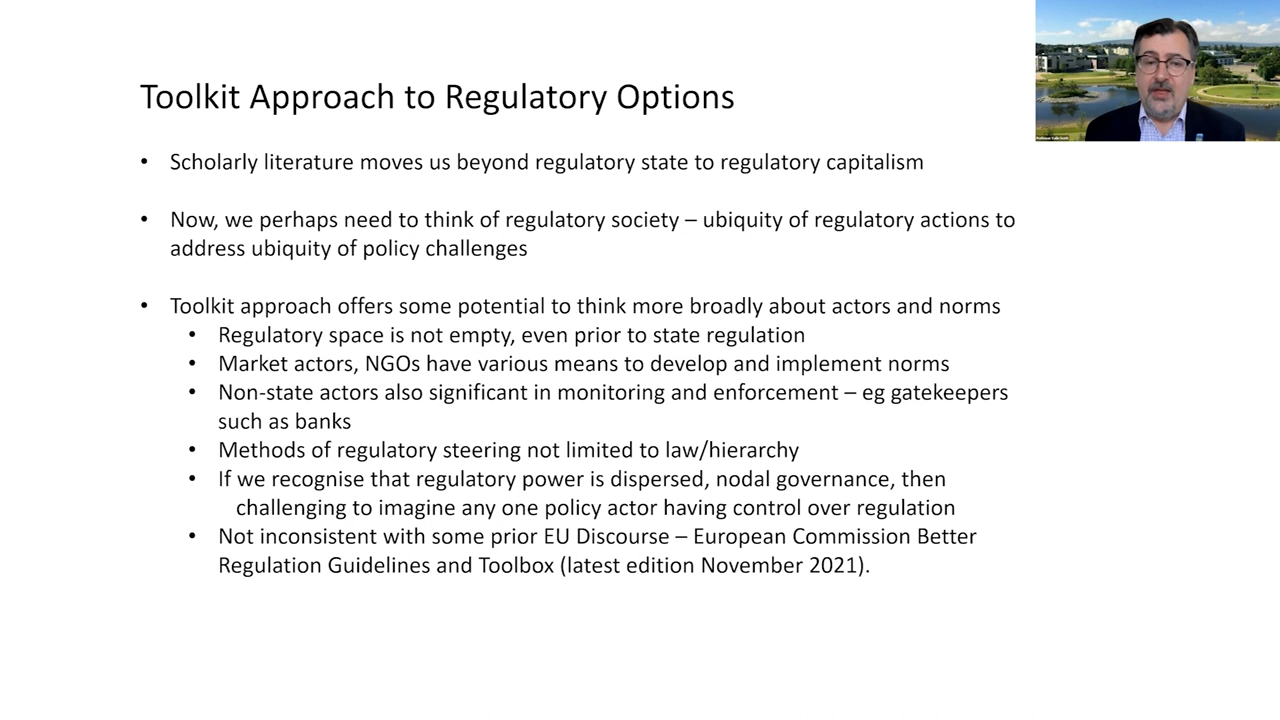 Toolkit Approach to Regulatory Options
• Scholarly literature moves us beyond regulatory state to regulatory capitalism
• Now, we perhaps need to think of regulatory society – ubiquity of regulatory actions to
address ubiquity of policy challenges
• Toolkit approach offers some potential to think more broadly about actors and norms
• Regulatory space is not empty, even prior to state regulation
• Market actors, NGOs have various means to develop and implement norms
• Non-state actors also significant in monitoring and enforcement – eg gatekeepers
such as banks
• Methods of regulatory steering not limited to law/hierarchy
• If we recognise that regulatory power is dispersed, nodal governance, then
challenging to imagine any one policy actor having control over regulation
• Not inconsistent with some prior EU Discourse – European Commission Better
Regulation Guidelines and Toolbox (latest edition November 2021).